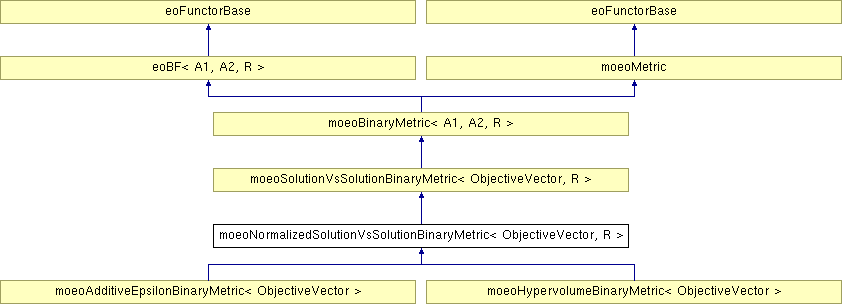 eoFunctorBase
eoFunctorBase
eoBF< A1, A2, R >
moeoMetric
moeoBinaryMetric< A1, A2, R >
moeoSolutionVsSolutionBinaryMetric< ObjectiveVector, R >
moeoNormalizedSolutionVsSolutionBinaryMetric< ObjectiveVector, R >
moeoAdditiveEpsilonBinaryMetric< ObjectiveVector >
moeoHypervolumeBinaryMetric< ObjectiveVector >